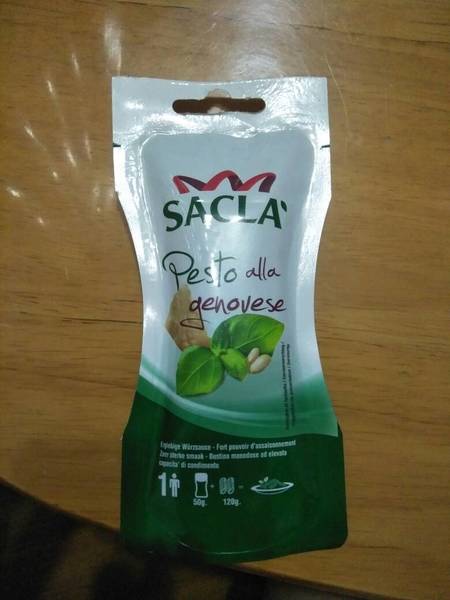 SACLÀ
Pesto alla
genovese
Ergiebige Würzsauce - Fort pouvoir d'assaisonnement
Zeer sterke smaak - Bustina monodose ad elevata
capacita' di condimento
1 + =
50g. 120g.